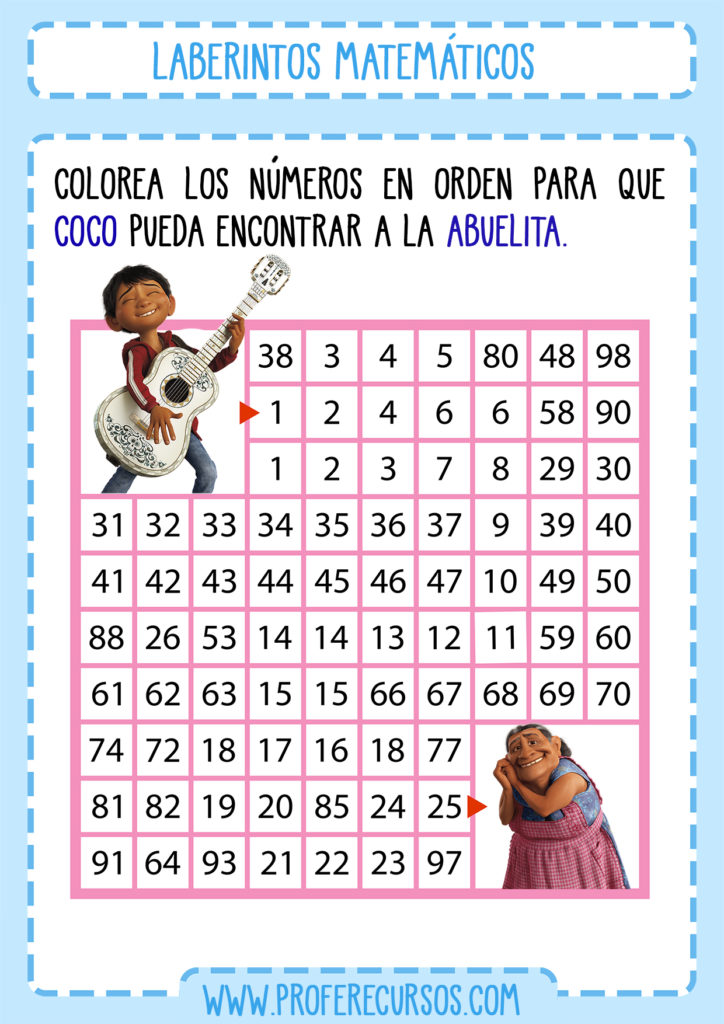 LABERINTOS MATEMÁTICOS
COLOREA LOS NÚMEROS EN ORDEN PARA QUE
COCO PUEDA ENCONTRAR A LA ABUELITA.
38 3 4 5 80 48 98
1 2 4 6 6 58 90
1 2 3 7 8 29 30
31 32 33 34 35 36 37 9 39 40
41 42 43 44 45 46 47 10 49 50
88 26 53 14 14 13 12 11 59 60
61 62 63 15 15 66 67 68 69 70
74 72 18 17 16 18 77
81 82 19 20 85 24 25
91 64 93 21 22 23 97
WWW.PROFERECURSOS.COM